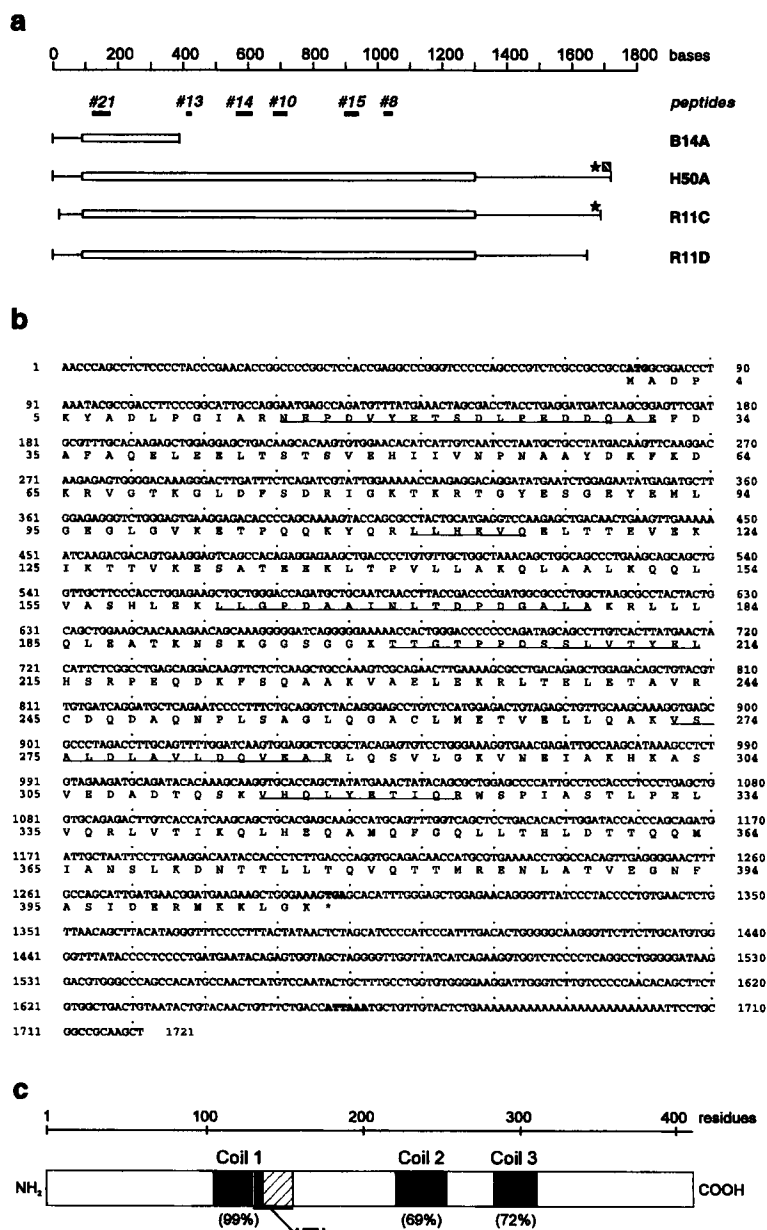 a
0 200 400 600 800 1000 1200 1400 1600 1800 bases
#21 #13 #14 #10 #15 #8 peptides
B14A
H50A
R11C
R11D
b
1 AACCCAGCCTCTCCCCTACCCGAACACCGGCCCCGGCTCCACCGAGGCCCGGGTCCCCCAGCCCGTCTCGCCGCCGCCATGGCGGACCCT 90
M A D P 4
91 AAATACGCCGACCTTCCCGGCATTGCCAGGAATGAGCCAGATGTTTATGAAACTAGCGACCTACCTGAGGATGATCAAGCGGAGTTCGAT 180
5 K Y A D L P G I A R N E P D V Y E T S D L P E D D Q A E F D 34
181 GCGTTTGCACAAGAGCTGGAGGAGCTGACAAGCACAAGTGTGGAACACATCATTGTCAATCCTAATGCTGCCTATGACAAGTTCAAGGAC 270
35 A F A Q E L E E L T S T S V E H I I V N P N A A Y D K F K D 64
271 AAGAGAGTGGGGACAAAGGGACTTGATTTCTCAGATCGTATTGGAAAAACCAAGAGGACAGGATATGAATCTGGAGAATATGAGATGCTT 360
65 K R V G T K G L D F S D R I G K T K R T G Y E S G E Y E M L 94
361 GGAGAGGGTCTGGGAGTGAAGGAGACACCCCAGCAAAAGTACCAGCGCCTACTGCATGAGGTCCAAGAGCTGACAACTGAAGTTGAAAAA 450
95 G E G L G V K E T P Q Q K Y Q R L L H E V Q E L T T E V E K 124
451 ATCAAGACGACAGTGAAGGAGTCAGCCACAGAGGAGAAGCTGACCCCTGTGTTGCTGGCTAAACAGCTGGCAGCCCTGAAGCAGCAGCTG 540
125 I K T T V K E S A T E E K L T P V L L A K Q L A A L K Q Q L 154
541 GTTGCTTCCCACCTGGAGAAGCTGCTGGGACCAGATGCTGCAATCAACCTTACCGACCCCGATGGCGCCCTGGCTAAGCGCCTACTACTG 630
155 V A S H L E K L L G P D A A I N L T D P D G A L A K R L L L 184
631 CAGCTGGAAGCAACAAAGAACAGCAAAGGGGGATCAGGGGGAAAAACCACTGGGACCCCCCCAGATAGCAGCCTTGTCACTTATGAACTA 720
185 Q L E A T K N S K G G S G G K T T G T P P D S S L V T Y E L 214
721 CATTCTCGGCCTGAGCAGGACAAGTTCTCTCAAGCTGCCAAAGTCGCAGAACTTGAAAAGCGCCTGACAGAGCTGGAGACAGCTGTACGT 810
215 H S R P E Q D K F S Q A A K V A E L E K R L T E L E T A V R 244
811 TGTGATCAGGATGCTCAGAATCCCCTTTCTGCAGGTCTACAGGGAGCCTGTCTCATGGAGACTGTAGAGCTGTTGCAAGCAAAGGTGAGC 900
245 C D Q D A Q N P L S A G L Q G A C L M E T V E L L Q A K V S 274
901 GCCCTAGACCTTGCAGTTTTGGATCAAGTGGAGGCTCGGCTACAGAGTGTCCTGGGAAAGGTGAACGAGATTGCCAAGCATAAAGCCTCT 990
275 A L D L A V L D Q V E A R L Q S V L G K V N E I A K H K A S 304
991 GTAGAAGATGCAGATACACAAAGCAAGGTGCACCAGCTATATGAAACTATACAGCGCTGGAGCCCCATTGCCTCCACCCTCCCTGAGCTG 1080
305 V E D A D T Q S K V H Q L Y E T I Q R W S P I A S T L P E L 334
1081 GTGCAGAGACTTGTCACCATCAAGCAGCTGCACGAGCAAGCCATGCAGTTTGGTCAGCTCCTGACACACTTGGATACCACCCAGCAGATG 1170
335 V Q R L V T I K Q L H E Q A M Q F G Q L L T H L D T T Q Q M 364
1171 ATTGCTAATTCCTTGAAGGACAATACCACCCTCTTGACCCAGGTGCAGACAACCATGCGTGAAAACCTGGCCACAGTTGAGGGGAACTTT 1260
365 I A N S L K D N T T L L T Q V Q T T M R E N L A T V E G N F 394
1261 GCCAGCATTGATGAACGGATGAAGAAGCTGGGAAAGTGAGCACATTTGGGAGCTGGAGAACAGGGGTTATCCCTACCCCTGTGAACTCTG 1350
395 A S I D E R M K K L G K *
1351 TTAACAGCTTACATAGGGTTTCCCCTTTACTATAACTCTAGCATCCCCATCCCATTTGACACTGGGGGCAAGGGTTCTTCTTGCATGTGG 1440
1441 GGTTTATACCCCTCCCCTGATGAATACAGAGTGGTAGCTAGGGGTTGGTTATCATCAGAAGGTGGTCTCCCCTCAGGCCTGGGGGATAAG 1530
1531 GACGTGGGCCCAGCCACATGCCAACTCATGTCCAATACTGCTTTGCCTGGTGTGGGGAAGGATTGGGTCTTGTCCCCCAACACAGCTTCT 1620
1621 GTGGCTGACTGTAATACTGTACAACTGTTTCTGACCATTAAATGCTGTTGTACTCTGAAAAAAAAAAAAAAAAAAAAAAAAAATTCCTGC 1710
1711 GGCCGCAAGCT 1721
c
1 100 200 300 400 residues
Coil 1 Coil 2 Coil 3
NH2 COOH
(99%) (69%) (72%)